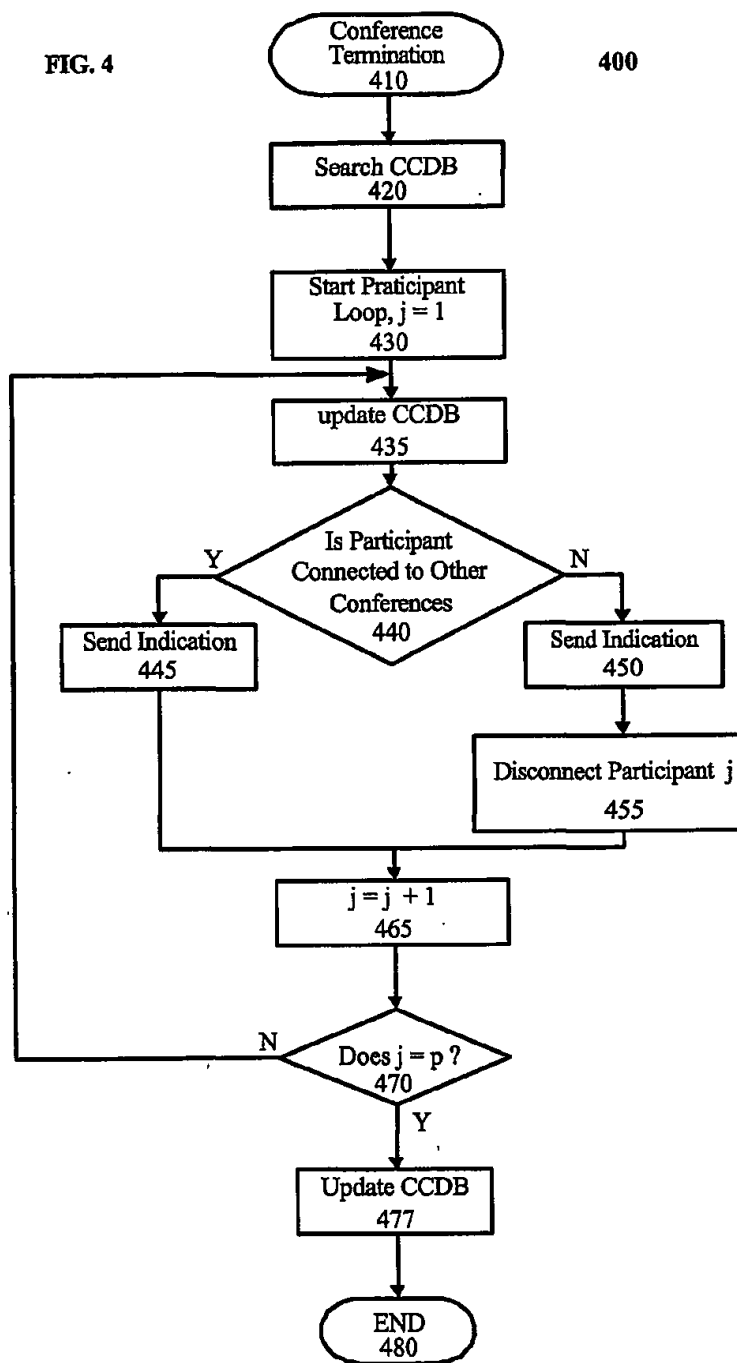 FIG. 4
400
Conference
Termination
410
Search CCDB
420
Start Praticipant
Loop, j = 1
430
update CCDB
435
Is Participant
Connected to Other
Conferences
440
Y
N
Send Indication
445
Send Indication
450
Disconnect Participant j
455
j = j + 1
465
Does j = p ?
470
N
Y
Update CCDB
477
END
480